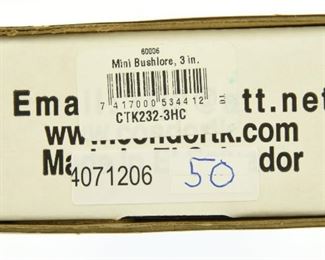 60006
Mini Bushlore, 3 in.
7 417000 534412
CTK232-3HC
Ema tt.net
www. ondortk.com
Ma dor
4071206
50